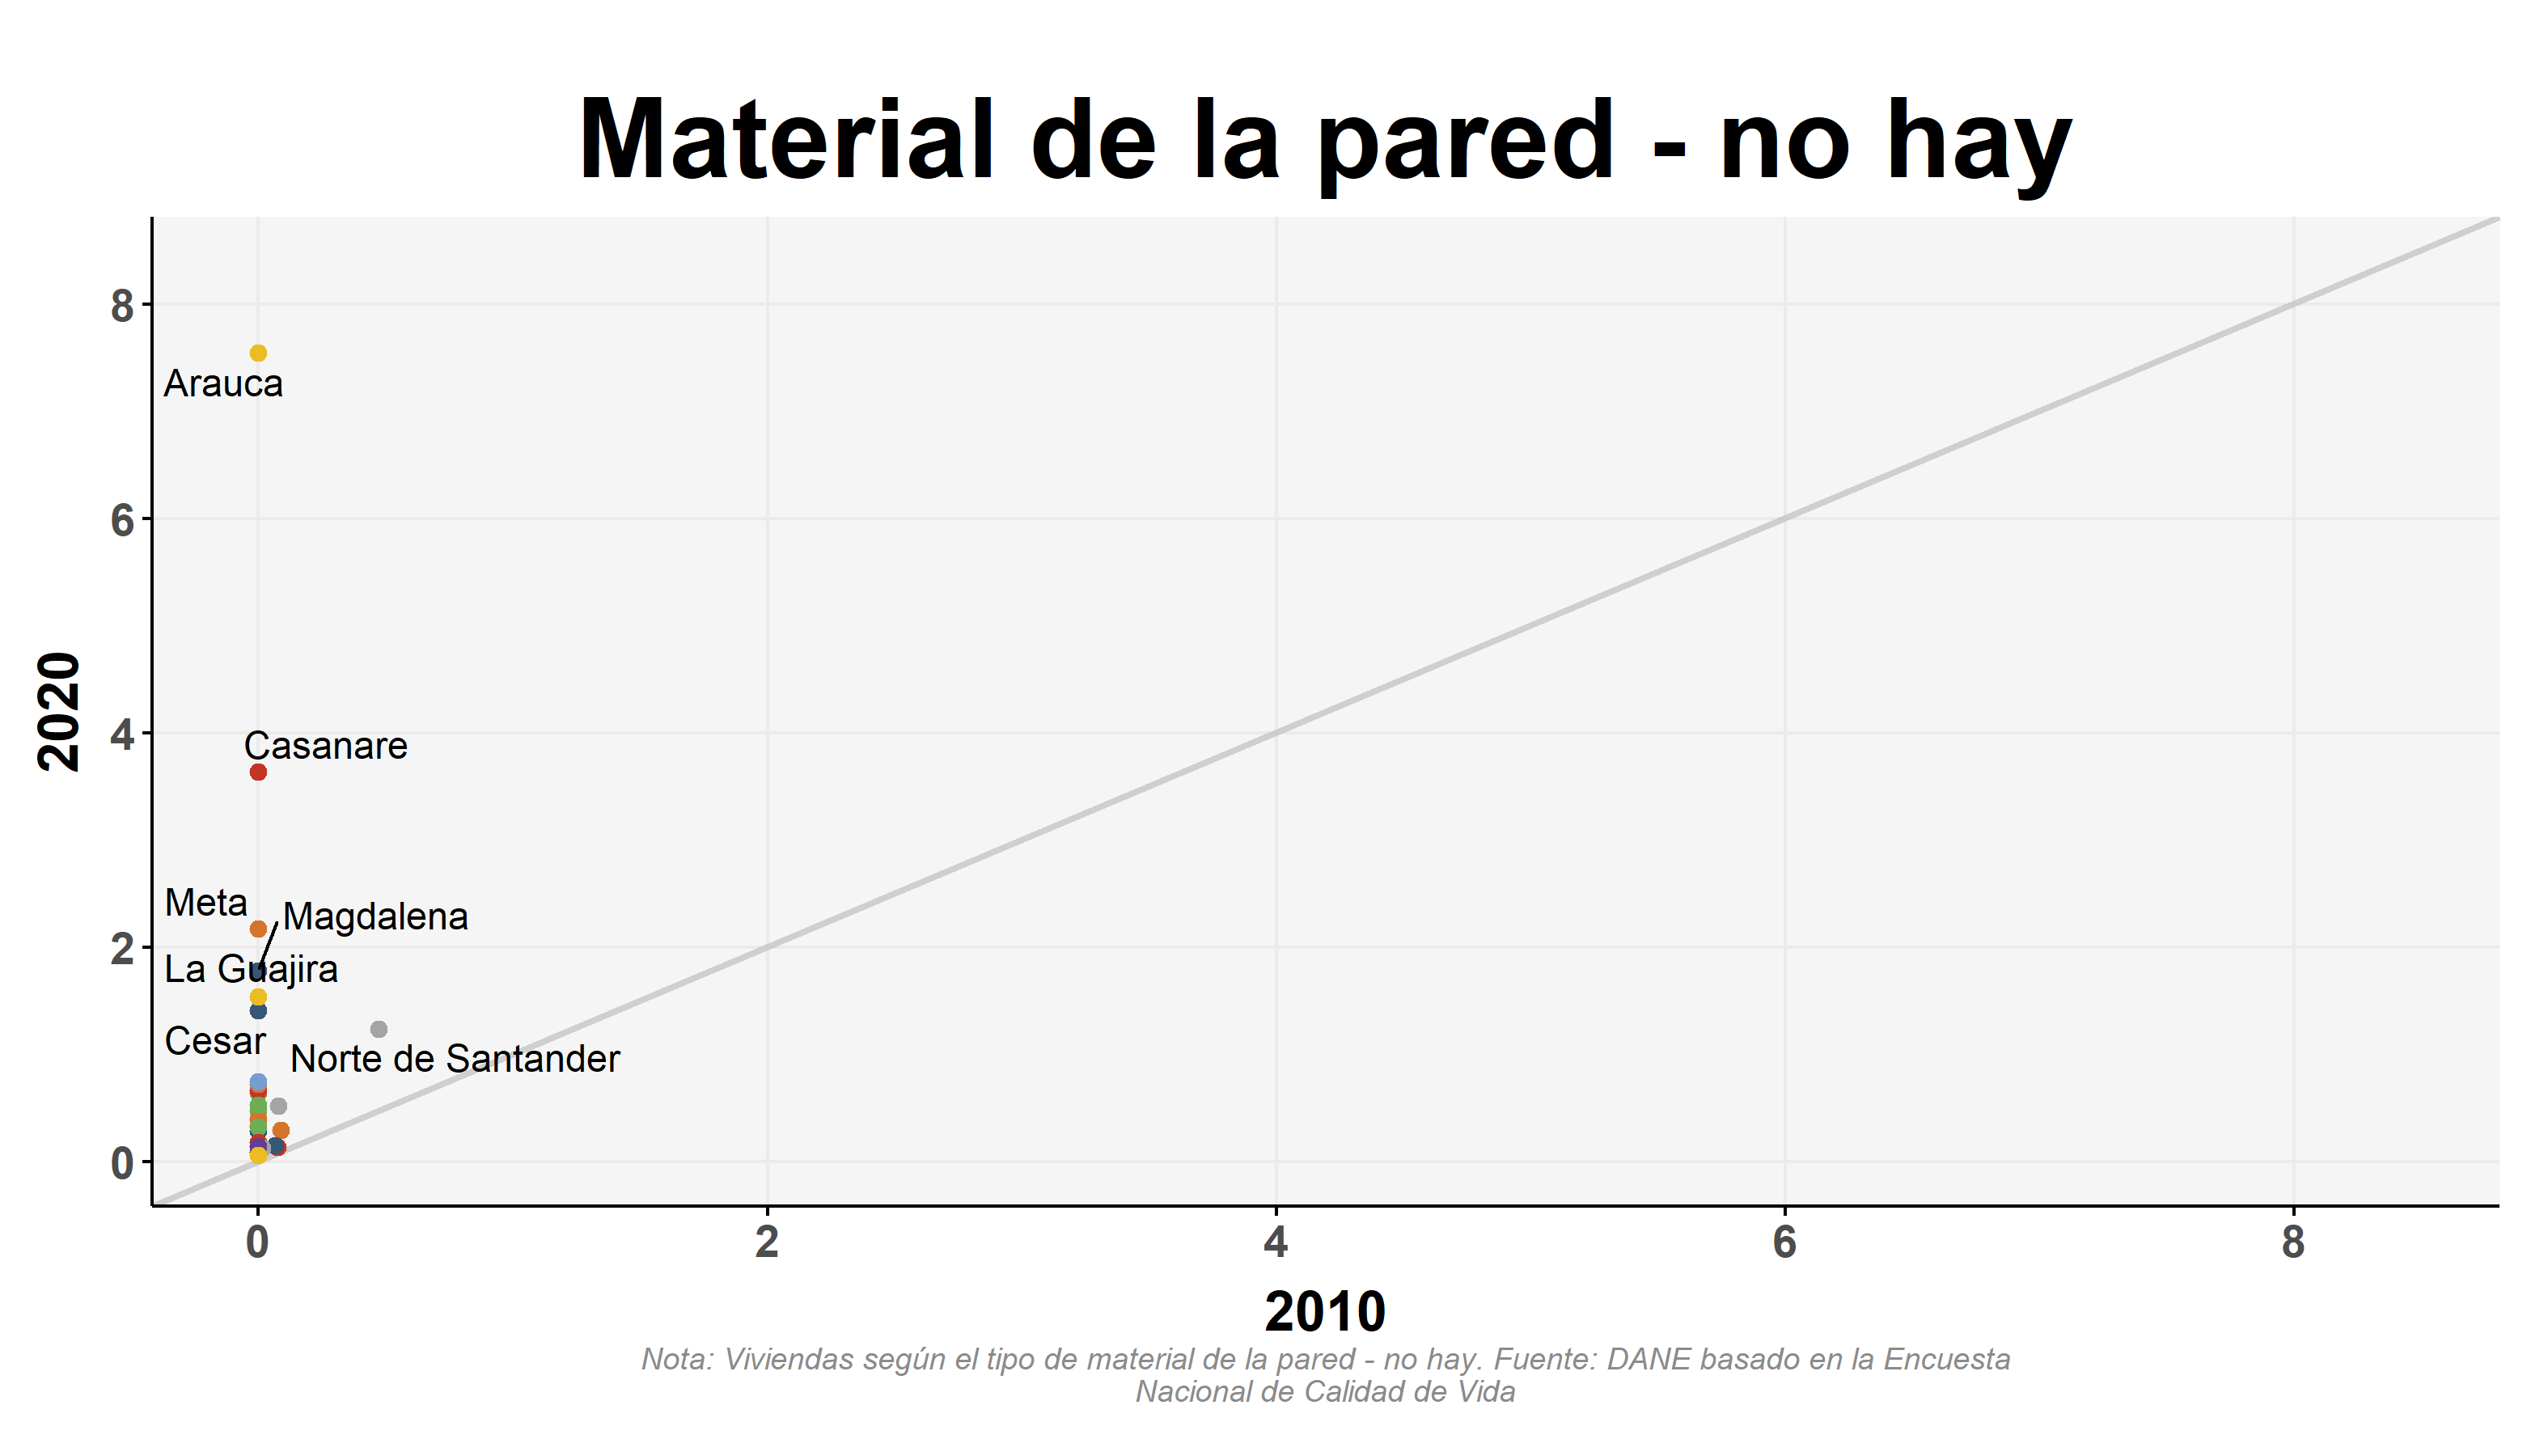 Material de la pared - no hay
8
Arauca
6
2020
4
Casanare
Meta
Magdalena
2
La Guajira
Cesar
Norte de Santander
0
0 2 4 6 8
2010
Nota: Viviendas según el tipo de material de la pared - no hay. Fuente: DANE basado en la Encuesta
Nacional de Calidad de Vida